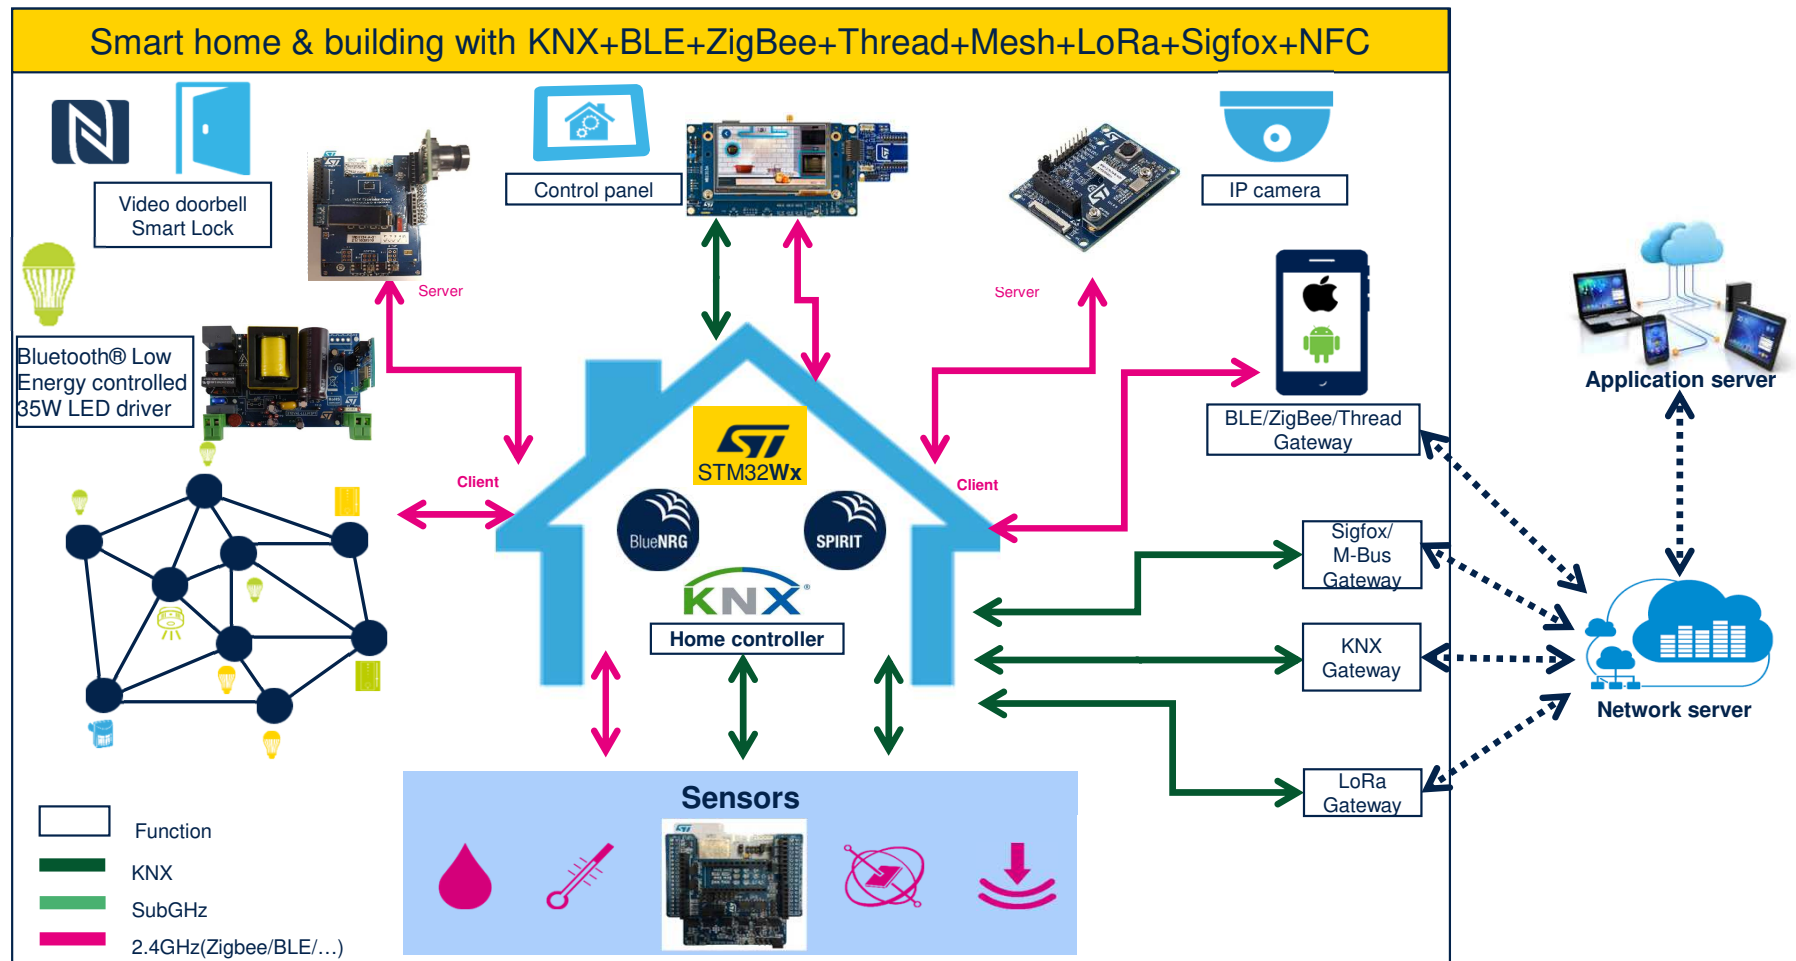 Smart home & building with KNX+BLE+ZigBee+Thread+Mesh+LoRa+Sigfox+NFC
Video doorbell
Smart Lock
Control panel
IP camera
Server
Server
Bluetooth® Low
Energy controlled
35W LED driver
BLE/ZigBee/Thread
Gateway
Application server
STM32Wx
Client
Client
BlueNRG
SPIRIT
KNX®
Home controller
Sigfox/
M-Bus
Gateway
KNX
Gateway
Network server
LoRa
Gateway
Sensors
Function
KNX
SubGHz
2.4GHz(Zigbee/BLE/…)